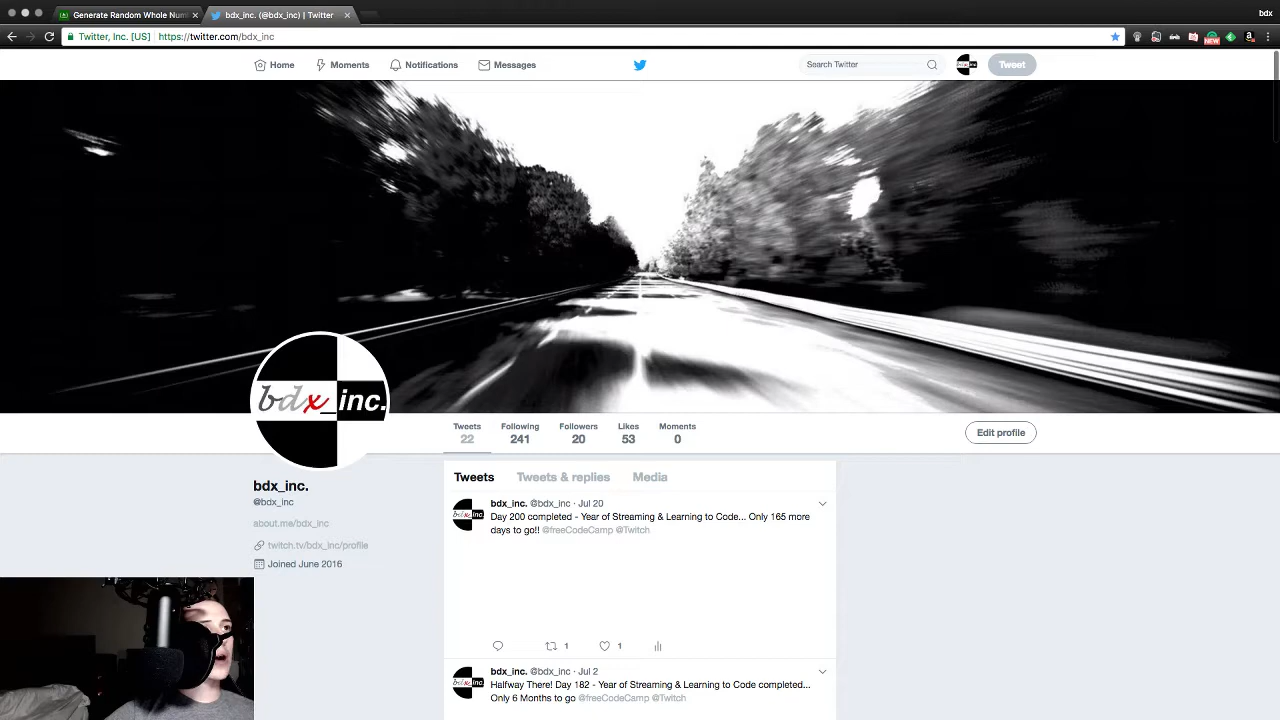 Generate Random Whole Num
bdx_inc. (@bdx_inc) | Twitter
bdx
Twitter, Inc. [US]
https://twitter.com/bdx_inc
NEW
Home
Moments
Notifications
Messages
Search Twitter
Tweet
bdx_inc.
Tweets
Following
Followers
Likes
Moments
22
241
20
53
0
Edit profile
bdx_inc.
@bdx_inc
about.me/bdx_inc
twitch.tv/bdx_inc/profile
Joined June 2016
Tweets
Tweets & replies
Media
bdx_inc. @bdx_inc · Jul 20
Day 200 completed - Year of Streaming & Learning to Code... Only 165 more
days to go!! @freeCodeCamp @Twitch
1
1
bdx_inc. @bdx_inc · Jul 2
Halfway There! Day 182 - Year of Streaming & Learning to Code completed...
Only 6 Months to go @freeCodeCamp @Twitch